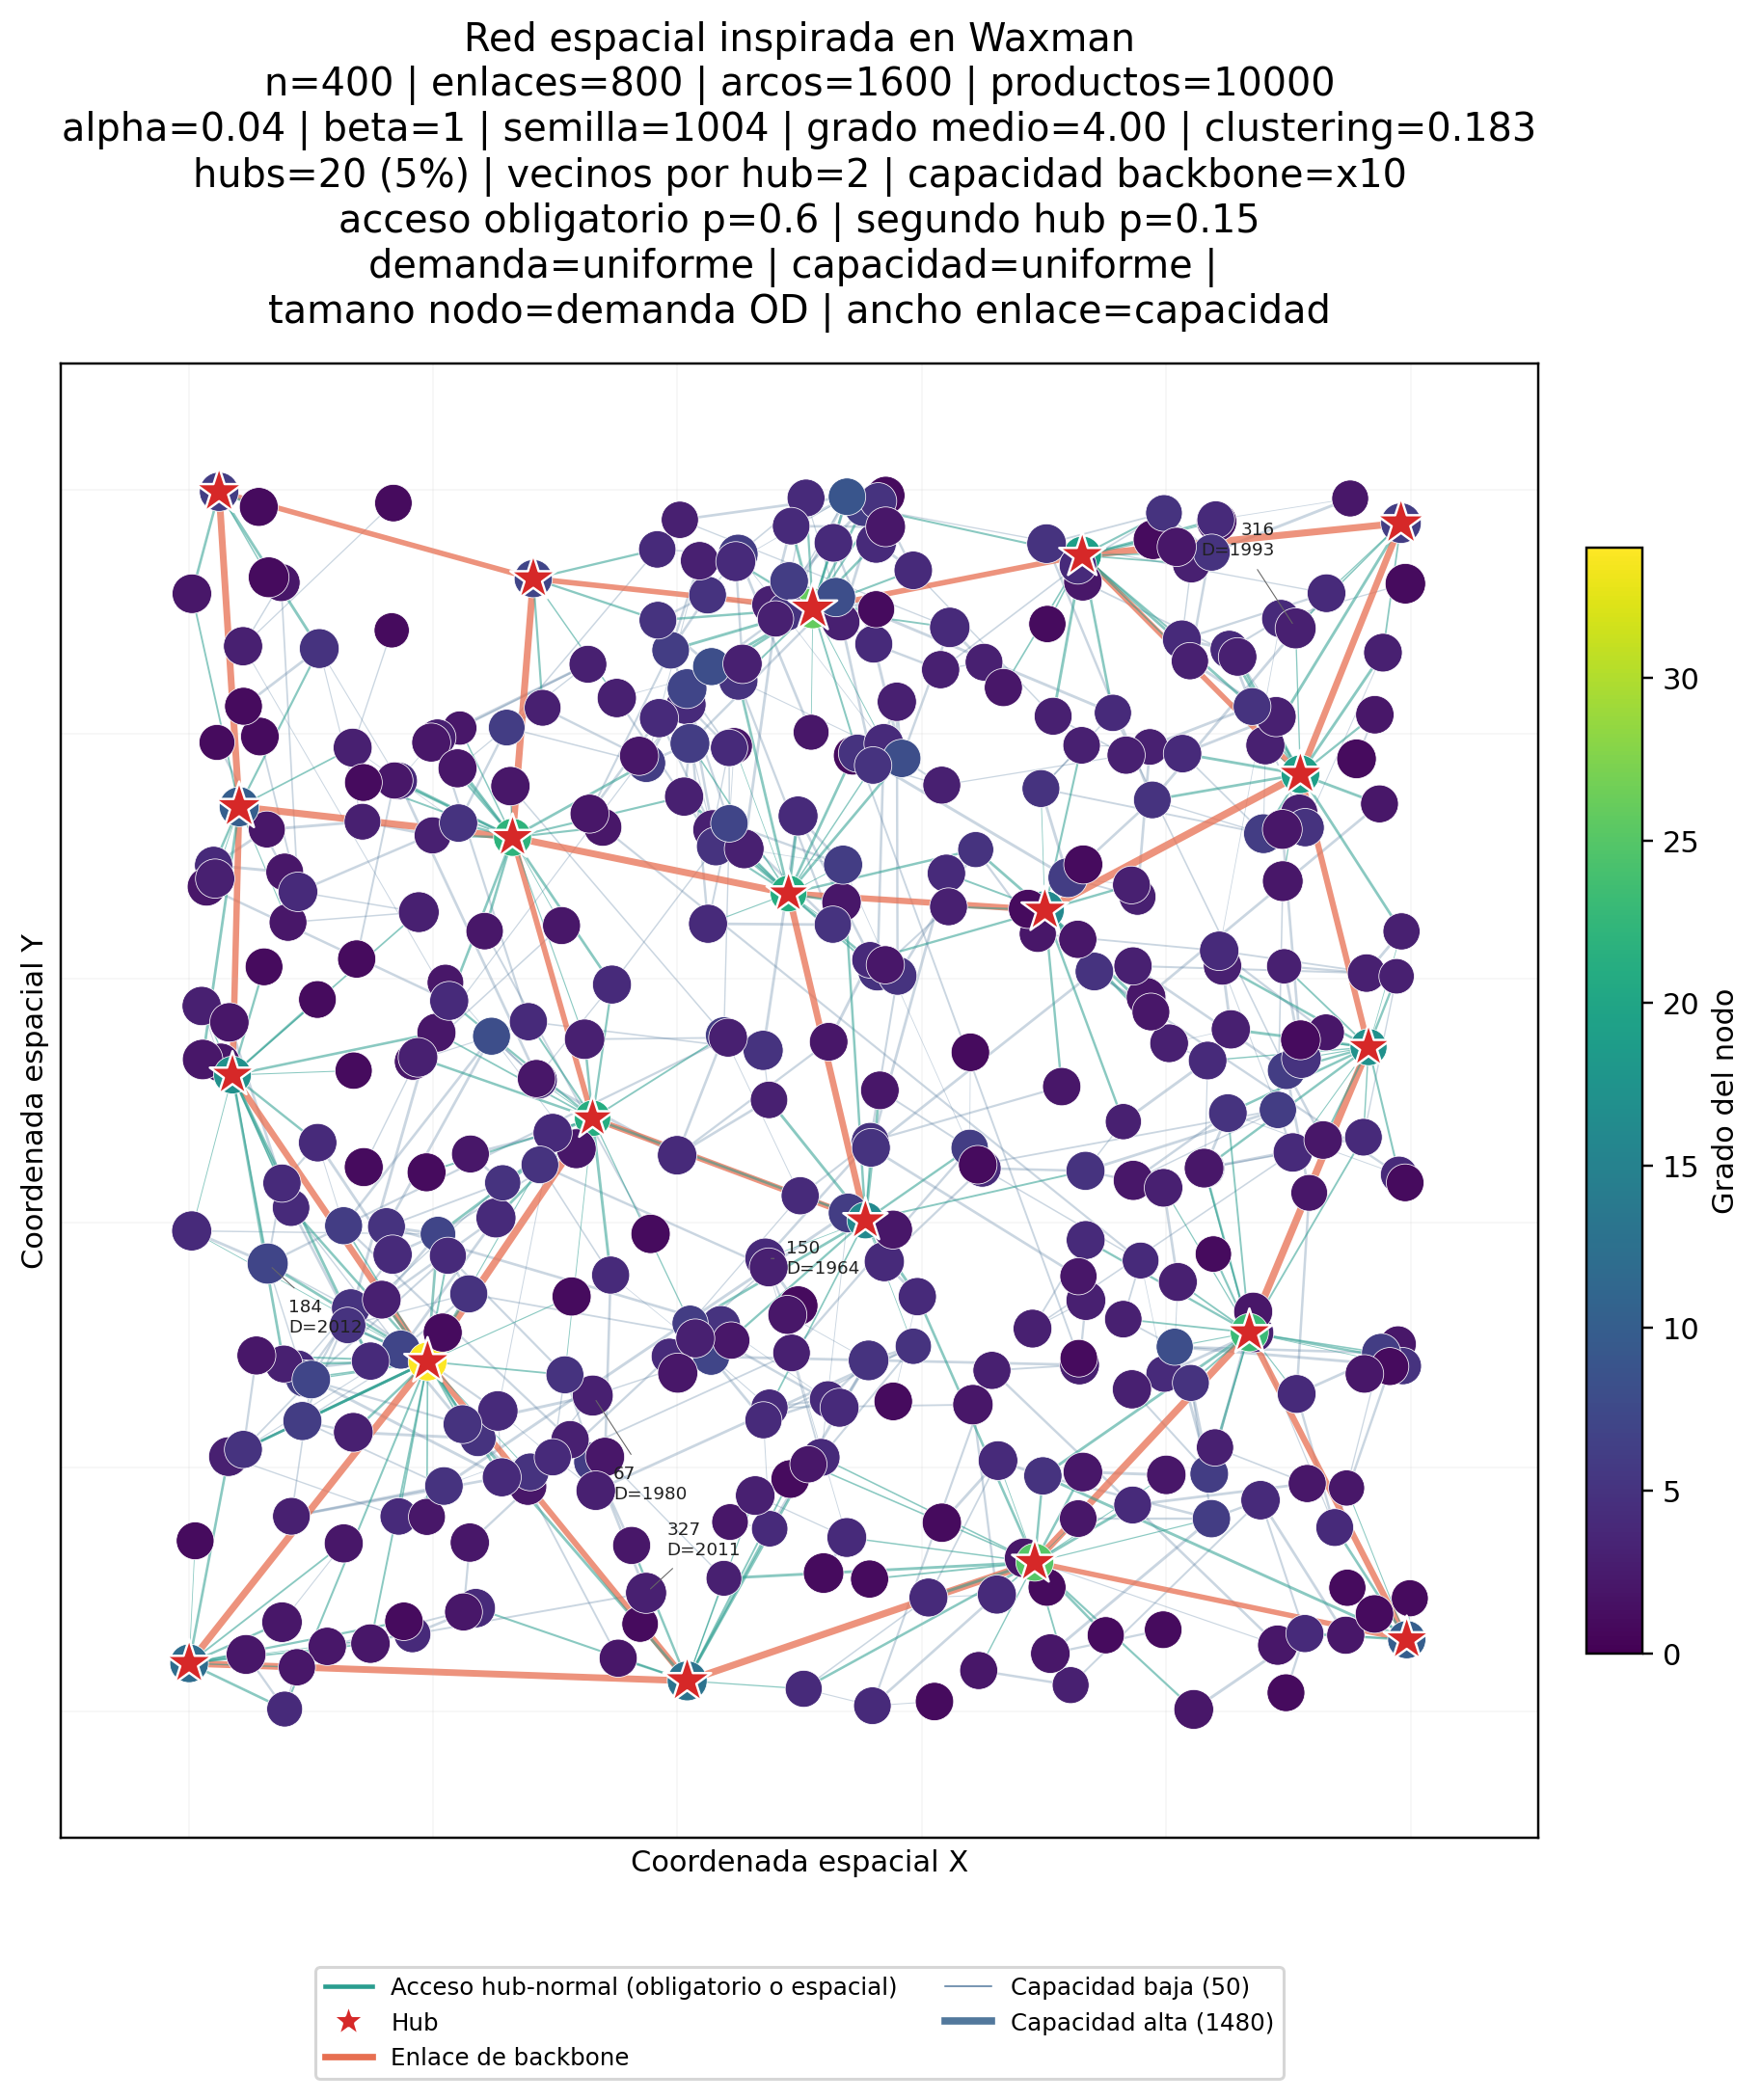 Red espacial inspirada en Waxman
n=400 | enlaces=800 | arcos=1600 | productos=10000
alpha=0.04 | beta=1 | semilla=1004 | grado medio=4.00 | clustering=0.183
hubs=20 (5%) | vecinos por hub=2 | capacidad backbone=x10
acceso obligatorio p=0.6 | segundo hub p=0.15
demanda=uniforme | capacidad=uniforme |
tamano nodo=demanda OD | ancho enlace=capacidad
316
D=1993
150
D=1964
184
D=2012
67
D=1980
327
D=2011
Coordenada espacial Y
Coordenada espacial X
30
25
20
15
10
5
0
Grado del nodo
Acceso hub-normal (obligatorio o espacial)
Hub
Enlace de backbone
Capacidad baja (50)
Capacidad alta (1480)